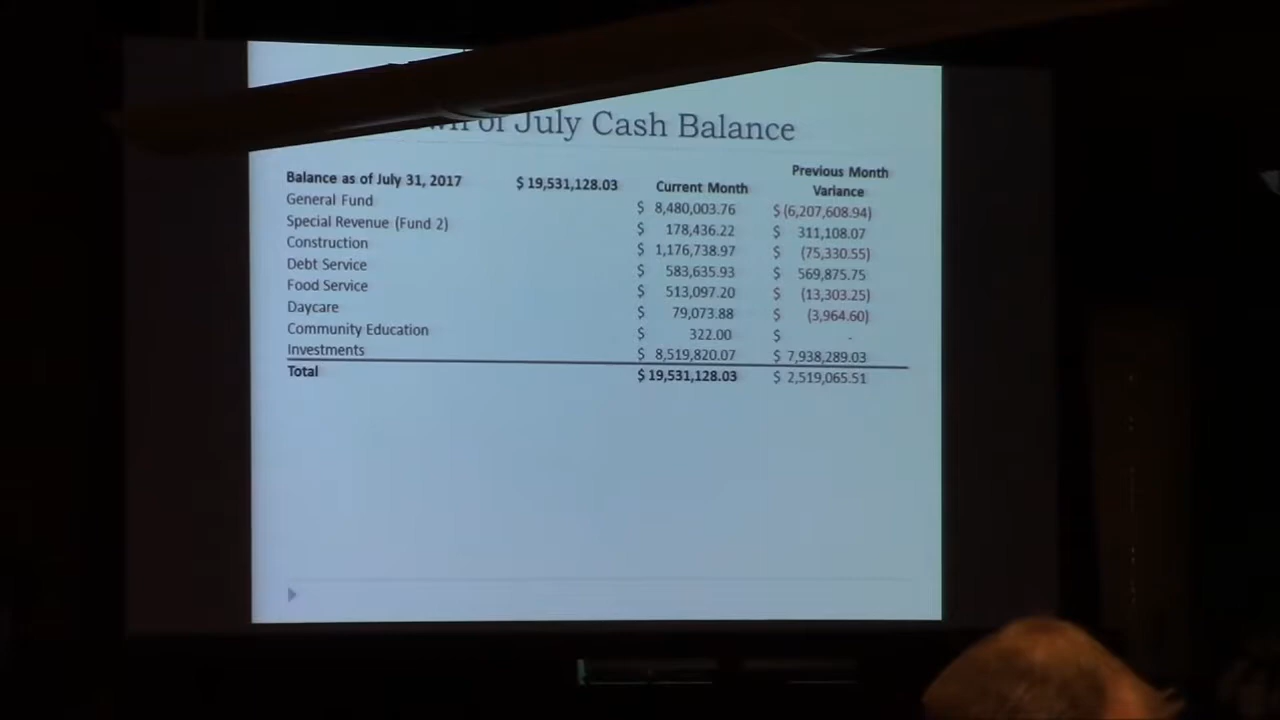 of July Cash Balance
Previous Month
Balance as of July 31, 2017 $ 19,531,128.03 Current Month Variance
General Fund $ 8,480,003.76 $ (6,207,608.94)
Special Revenue (Fund 2) $ 178,436.22 $ 311,108.07
Construction $ 1,176,738.97 $ (75,330.55)
Debt Service $ 583,635.93 $ 569,875.75
Food Service $ 513,097.20 $ (13,303.25)
Daycare $ 79,073.88 $ (3,964.60)
Community Education $ 322.00 $ -
Investments $ 8,519,820.07 $ 7,938,289.03
Total $ 19,531,128.03 $ 2,519,065.51